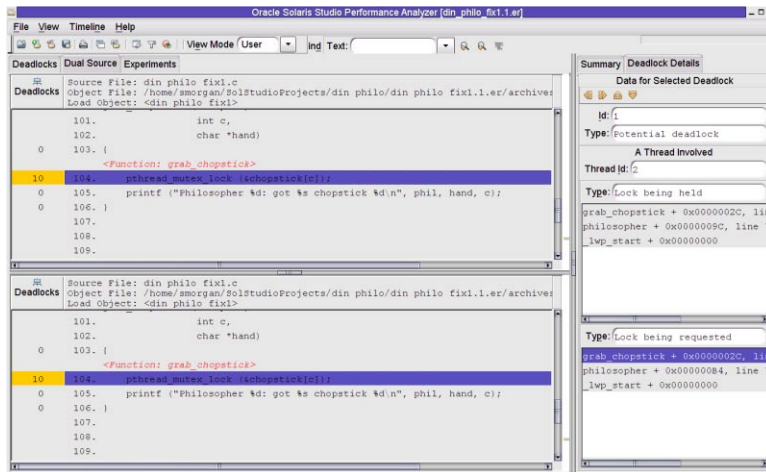 Oracle Solaris Studio Performance Analyzer [din_philo_fix1.1.er]
File View Timeline Help
View Mode User ind Text:
Deadlocks Dual Source Experiments
Deadlocks
Source File: din philo fix1.c
Object File: /home/smorgan/SolStudioProjects/din philo/din philo fix1.1.er/archives
Load Object: <din philo fix1>
101. int c,
102. char *hand)
0 103. {
<Function: grab_chopstick>
10 104. pthread_mutex_lock (&chopstick[c]);
0 105. printf ("Philosopher %d: got %s chopstick %d\n", phil, hand, c);
0 106. }
107.
108.
109.
Deadlocks
Source File: din philo fix1.c
Object File: /home/smorgan/SolStudioProjects/din philo/din philo fix1.1.er/archives
Load Object: <din philo fix1>
101. int c,
102. char *hand)
0 103. {
<Function: grab_chopstick>
10 104. pthread_mutex_lock (&chopstick[c]);
0 105. printf ("Philosopher %d: got %s chopstick %d\n", phil, hand, c);
0 106. }
107.
108.
109.
Summary Deadlock Details
Data for Selected Deadlock
Id: 1
Type: Potential deadlock
A Thread Involved
Thread Id: 2
Type: Lock being held
grab_chopstick + 0x0000002C, li
philosopher + 0x0000009C, line
_lwp_start + 0x00000000
Type: Lock being requested
grab_chopstick + 0x0000002C, li
philosopher + 0x000000B4, line
_lwp_start + 0x00000000